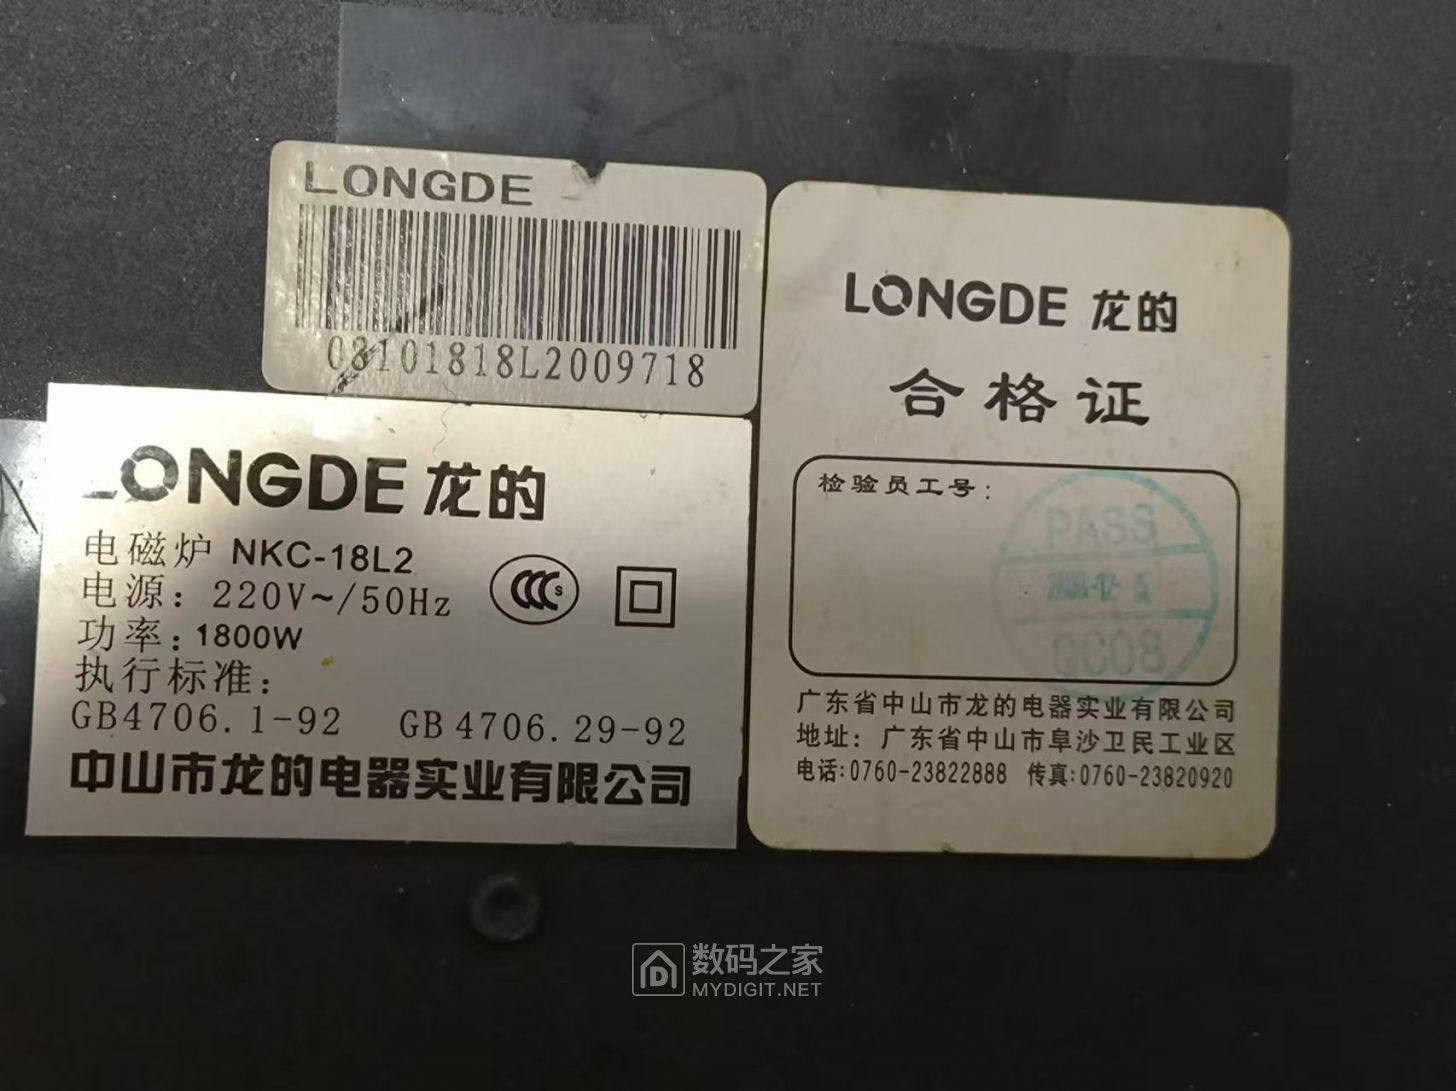 LONGDE
08101818L2009718
LONGDE 龙的
电磁炉 NKC-18L2
电源: 220V~/50Hz
CCC S
功率: 1800W
执行标准:
GB4706.1-92 GB 4706.29-92
中山市龙的电器实业有限公司
LONGDE 龙的
合格证
检验员工号:
PASS
QC08
广东省中山市龙的电器实业有限公司
地址: 广东省中山市阜沙卫民工业区
电话:0760-23822888 传真:0760-23820920
数码之家
MYDIGIT.NET